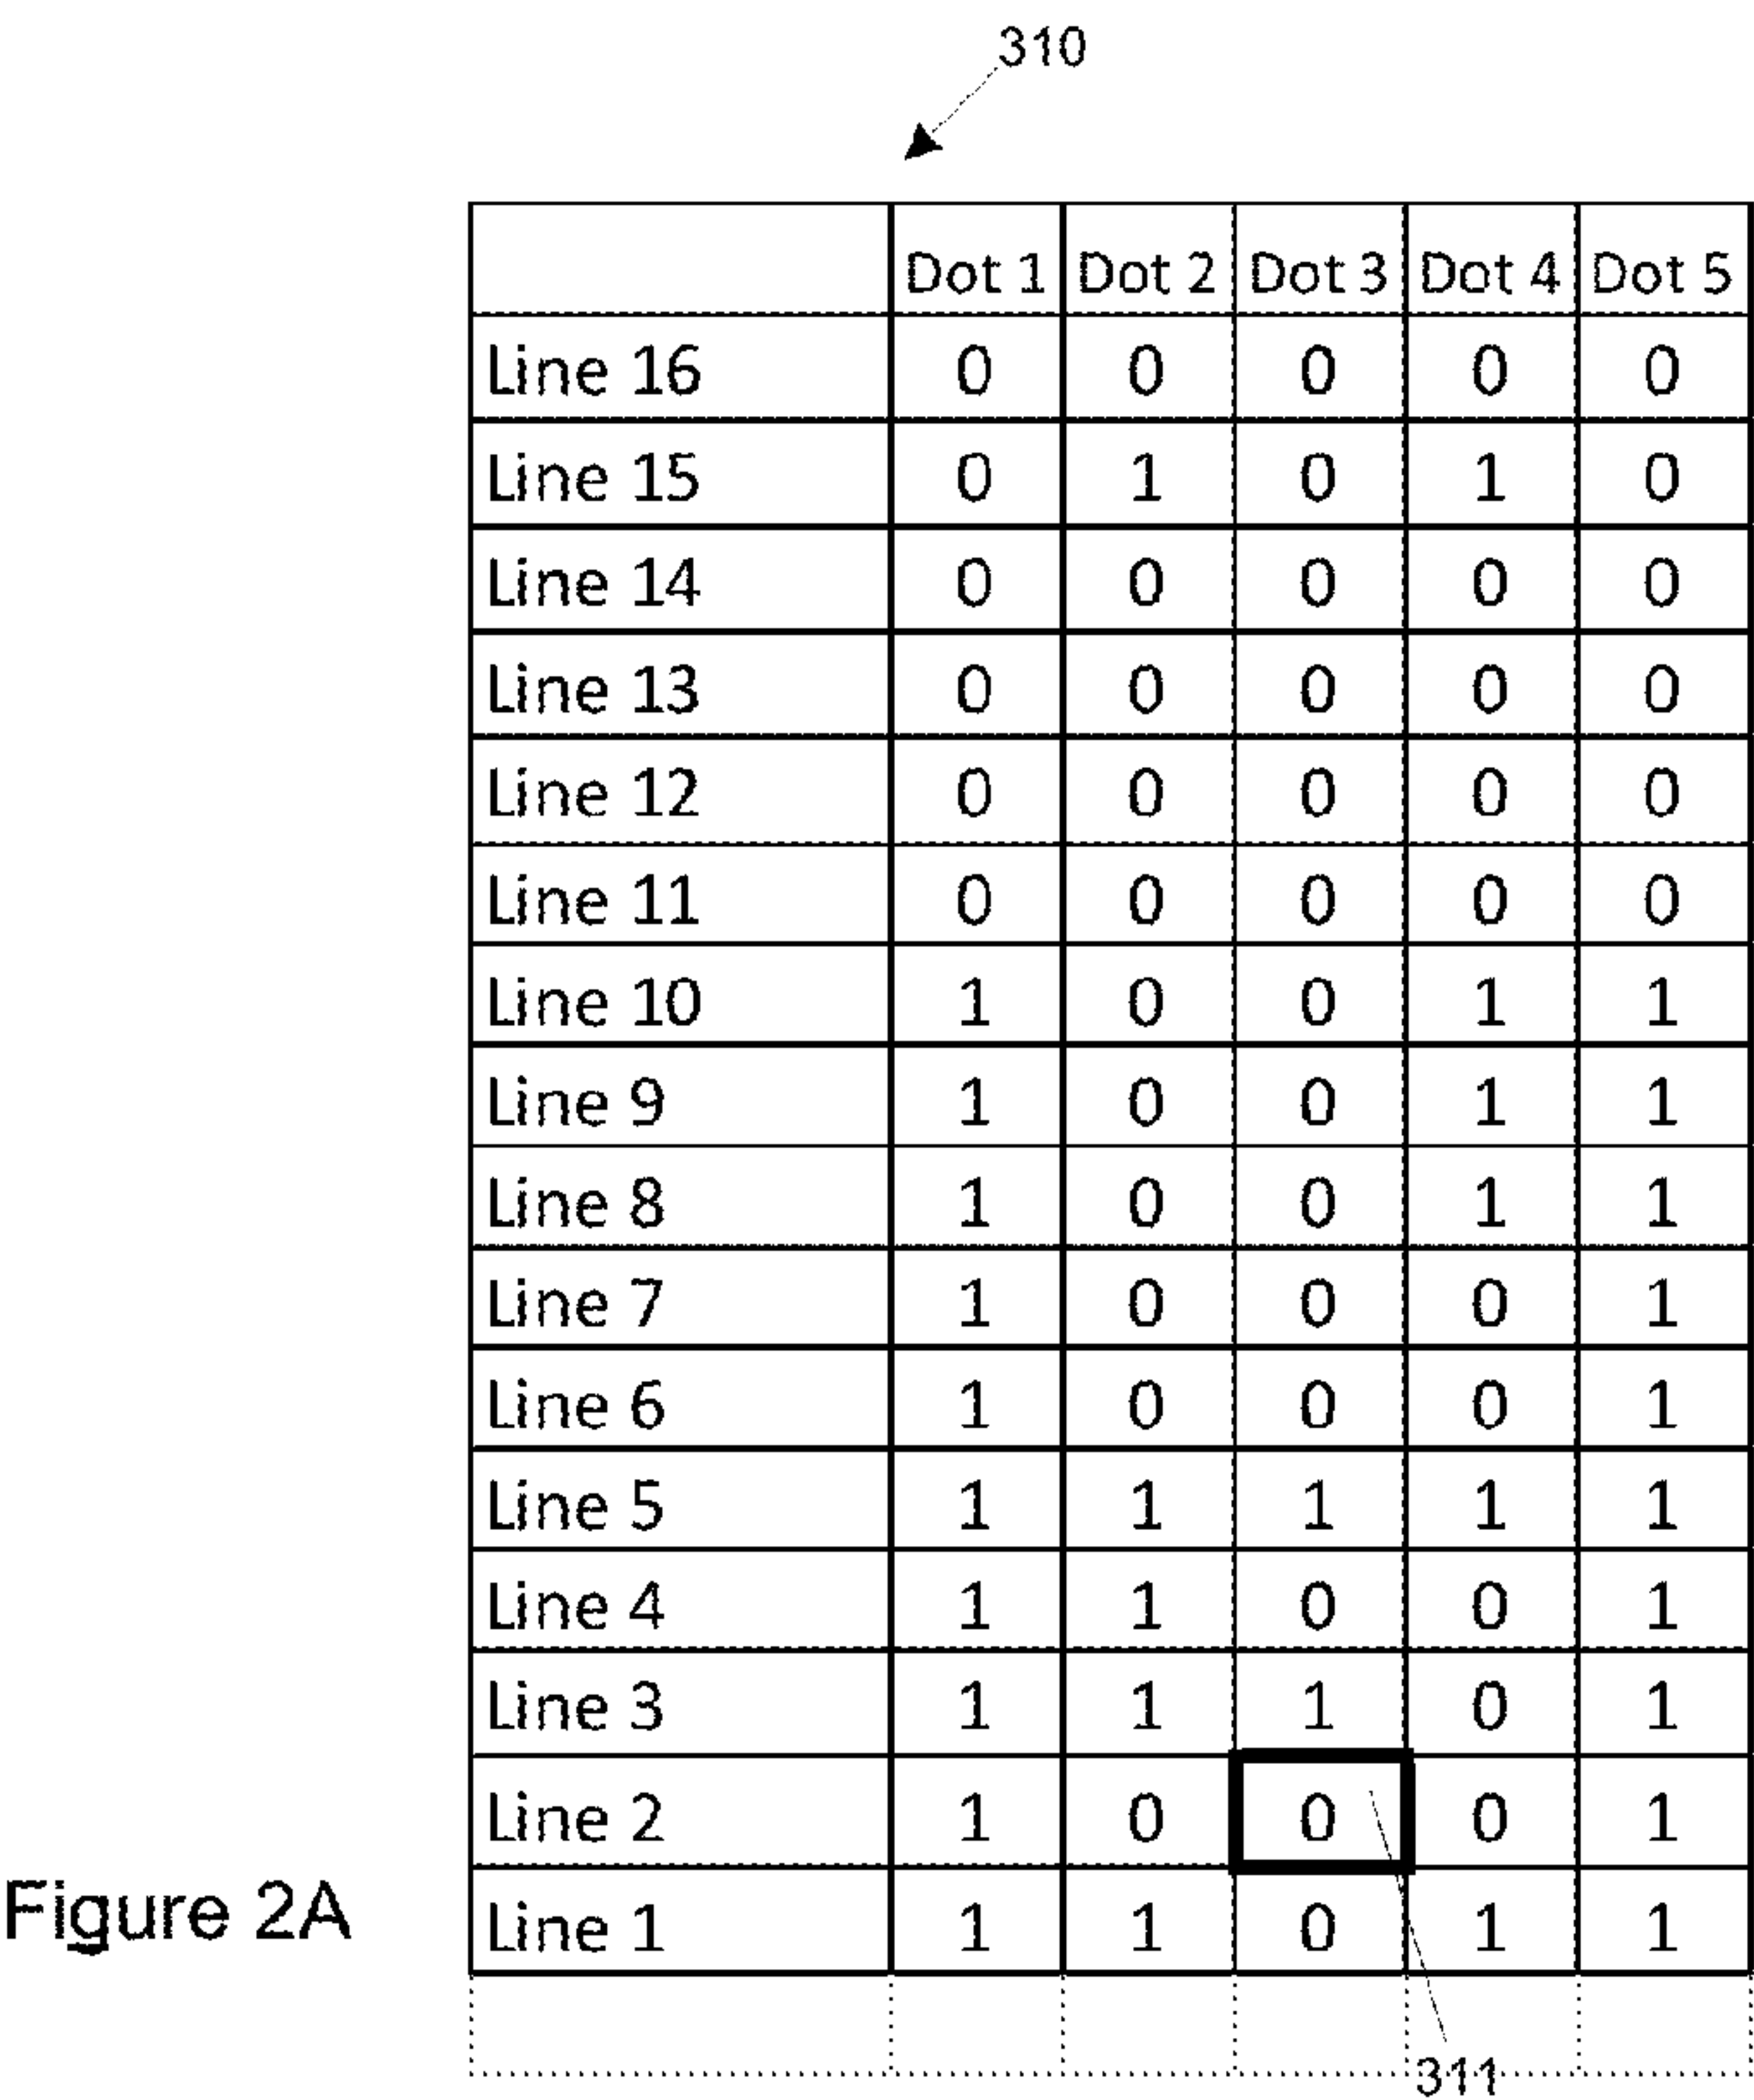 310
Dot 1 Dot 2 Dot 3 Dot 4 Dot 5
Line 16 0 0 0 0 0
Line 15 0 1 0 1 0
Line 14 0 0 0 0 0
Line 13 0 0 0 0 0
Line 12 0 0 0 0 0
Line 11 0 0 0 0 0
Line 10 1 0 0 1 1
Line 9 1 0 0 1 1
Line 8 1 0 0 1 1
Line 7 1 0 0 0 1
Line 6 1 0 0 0 1
Line 5 1 1 1 1 1
Line 4 1 1 0 0 1
Line 3 1 1 1 0 1
Line 2 1 0 0 0 1
Line 1 1 1 0 1 1
Figure 2A
311